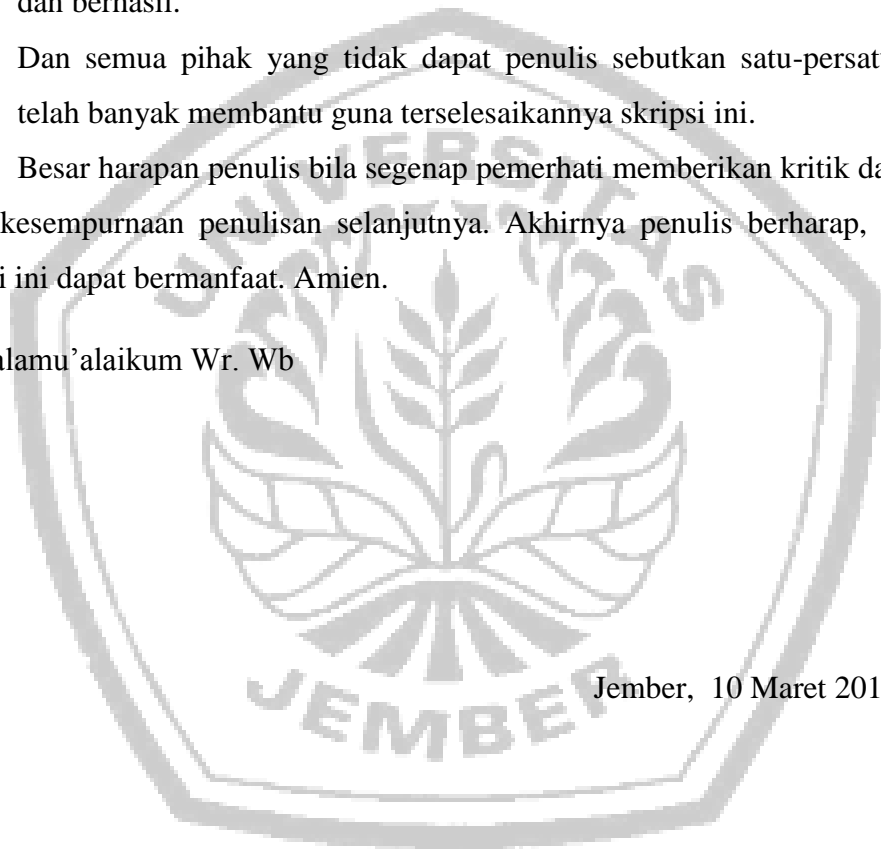 dan berhasil.
Dan semua pihak yang tidak dapat penulis sebutkan satu-persat
telah banyak membantu guna terselesaikannya skripsi ini.
Besar harapan penulis bila segenap pemerhati memberikan kritik da
kesempurnaan penulisan selanjutnya. Akhirnya penulis berharap,
i ini dapat bermanfaat. Amien.
alamu’alaikum Wr. Wb
Jember, 10 Maret 201
UNIVERSITAS
JEMBER